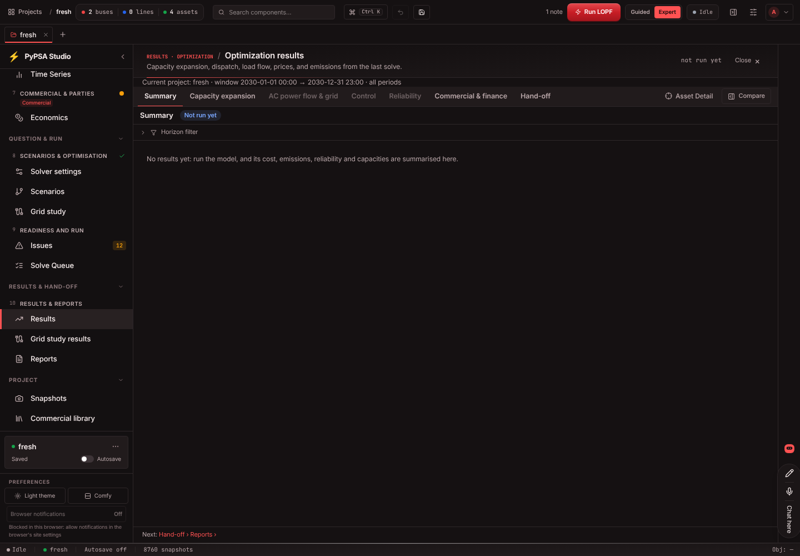 Projects / fresh 2 buses 0 lines 4 assets Search components... ⌘ Ctrl K 1 note Run LOPF Guided Expert Idle A
fresh × +
PyPSA Studio
Time Series
7 COMMERCIAL & PARTIES
Commercial
Economics
QUESTION & RUN
8 SCENARIOS & OPTIMISATION
Solver settings
Scenarios
Grid study
9 READINESS AND RUN
Issues 12
Solve Queue
RESULTS & HAND-OFF
10 RESULTS & REPORTS
Results
Grid study results
Reports
PROJECT
Snapshots
Commercial library
fresh ...
Saved Autosave
PREFERENCES
Light theme Comfy
Browser notifications Off
Blocked in this browser: allow notifications in the
browser's site settings
RESULTS · OPTIMIZATION / Optimization results
Capacity expansion, dispatch, load flow, prices, and emissions from the last solve.
not run yet Close ×
Current project: fresh · window 2030-01-01 00:00 → 2030-12-31 23:00 · all periods
Summary Capacity expansion AC power flow & grid Control Reliability Commercial & finance Hand-off Asset Detail Compare
Summary Not run yet
› Horizon filter
No results yet: run the model, and its cost, emissions, reliability and capacities are summarised here.
Chat here
Next: Hand-off › Reports ›
Idle fresh Autosave off 8760 snapshots Obj: —